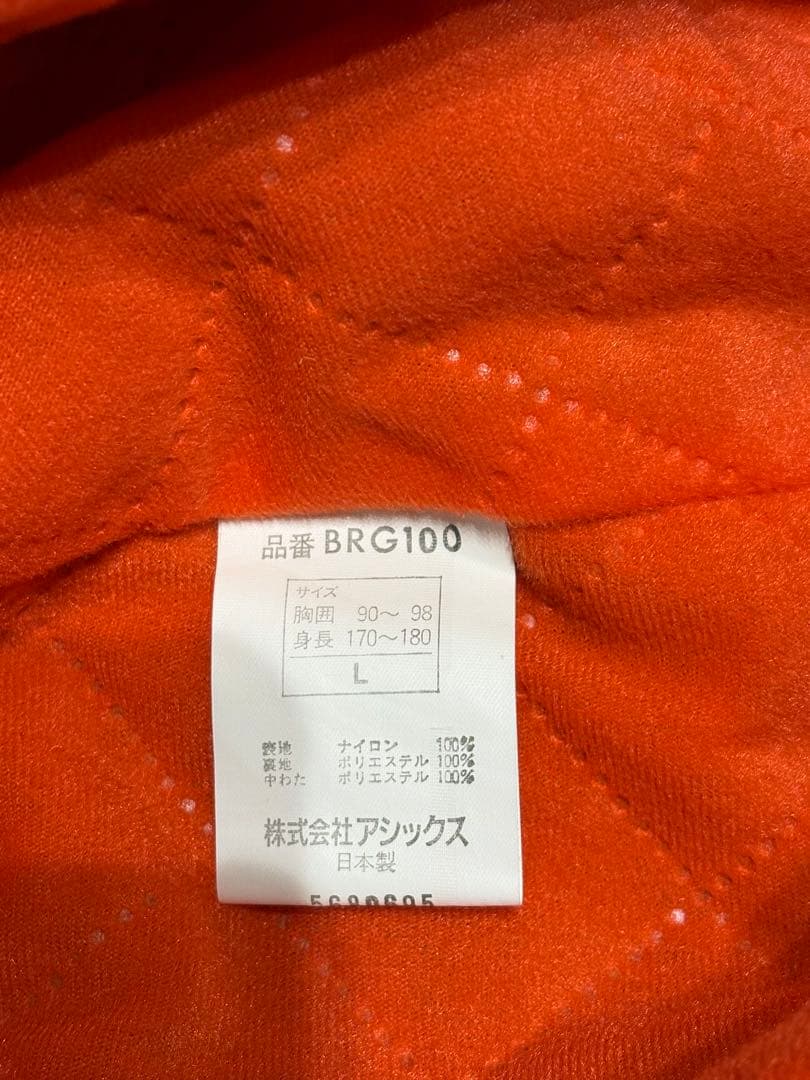 品番 BRG100
サイズ
胸囲 90～ 98
身長 170～180
L
表地 ナイロン 100%
裏地 ポリエステル 100%
中わた ポリエステル 100%
株式会社アシックス
日本製